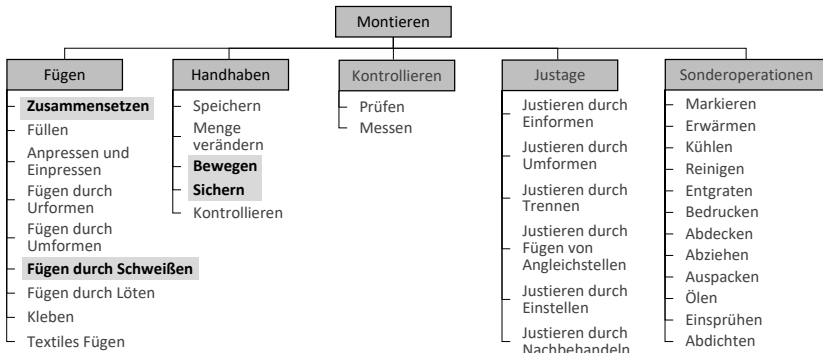 Montieren
Fügen
Zusammensetzen
Füllen
Anpressen und
Einpressen
Fügen durch
Urformen
Fügen durch
Umformen
Fügen durch Schweißen
Fügen durch Löten
Kleben
Textiles Fügen
Handhaben
Speichern
Menge
verändern
Bewegen
Sichern
Kontrollieren
Kontrollieren
Prüfen
Messen
Justage
Justieren durch
Einformen
Justieren durch
Umformen
Justieren durch
Trennen
Justieren durch
Fügen von
Angleichstellen
Justieren durch
Einstellen
Justieren durch
Nachbehandeln
Sonderoperationen
Markieren
Erwärmen
Kühlen
Reinigen
Entgraten
Bedrucken
Abdecken
Abziehen
Auspacken
Ölen
Einsprühen
Abdichten